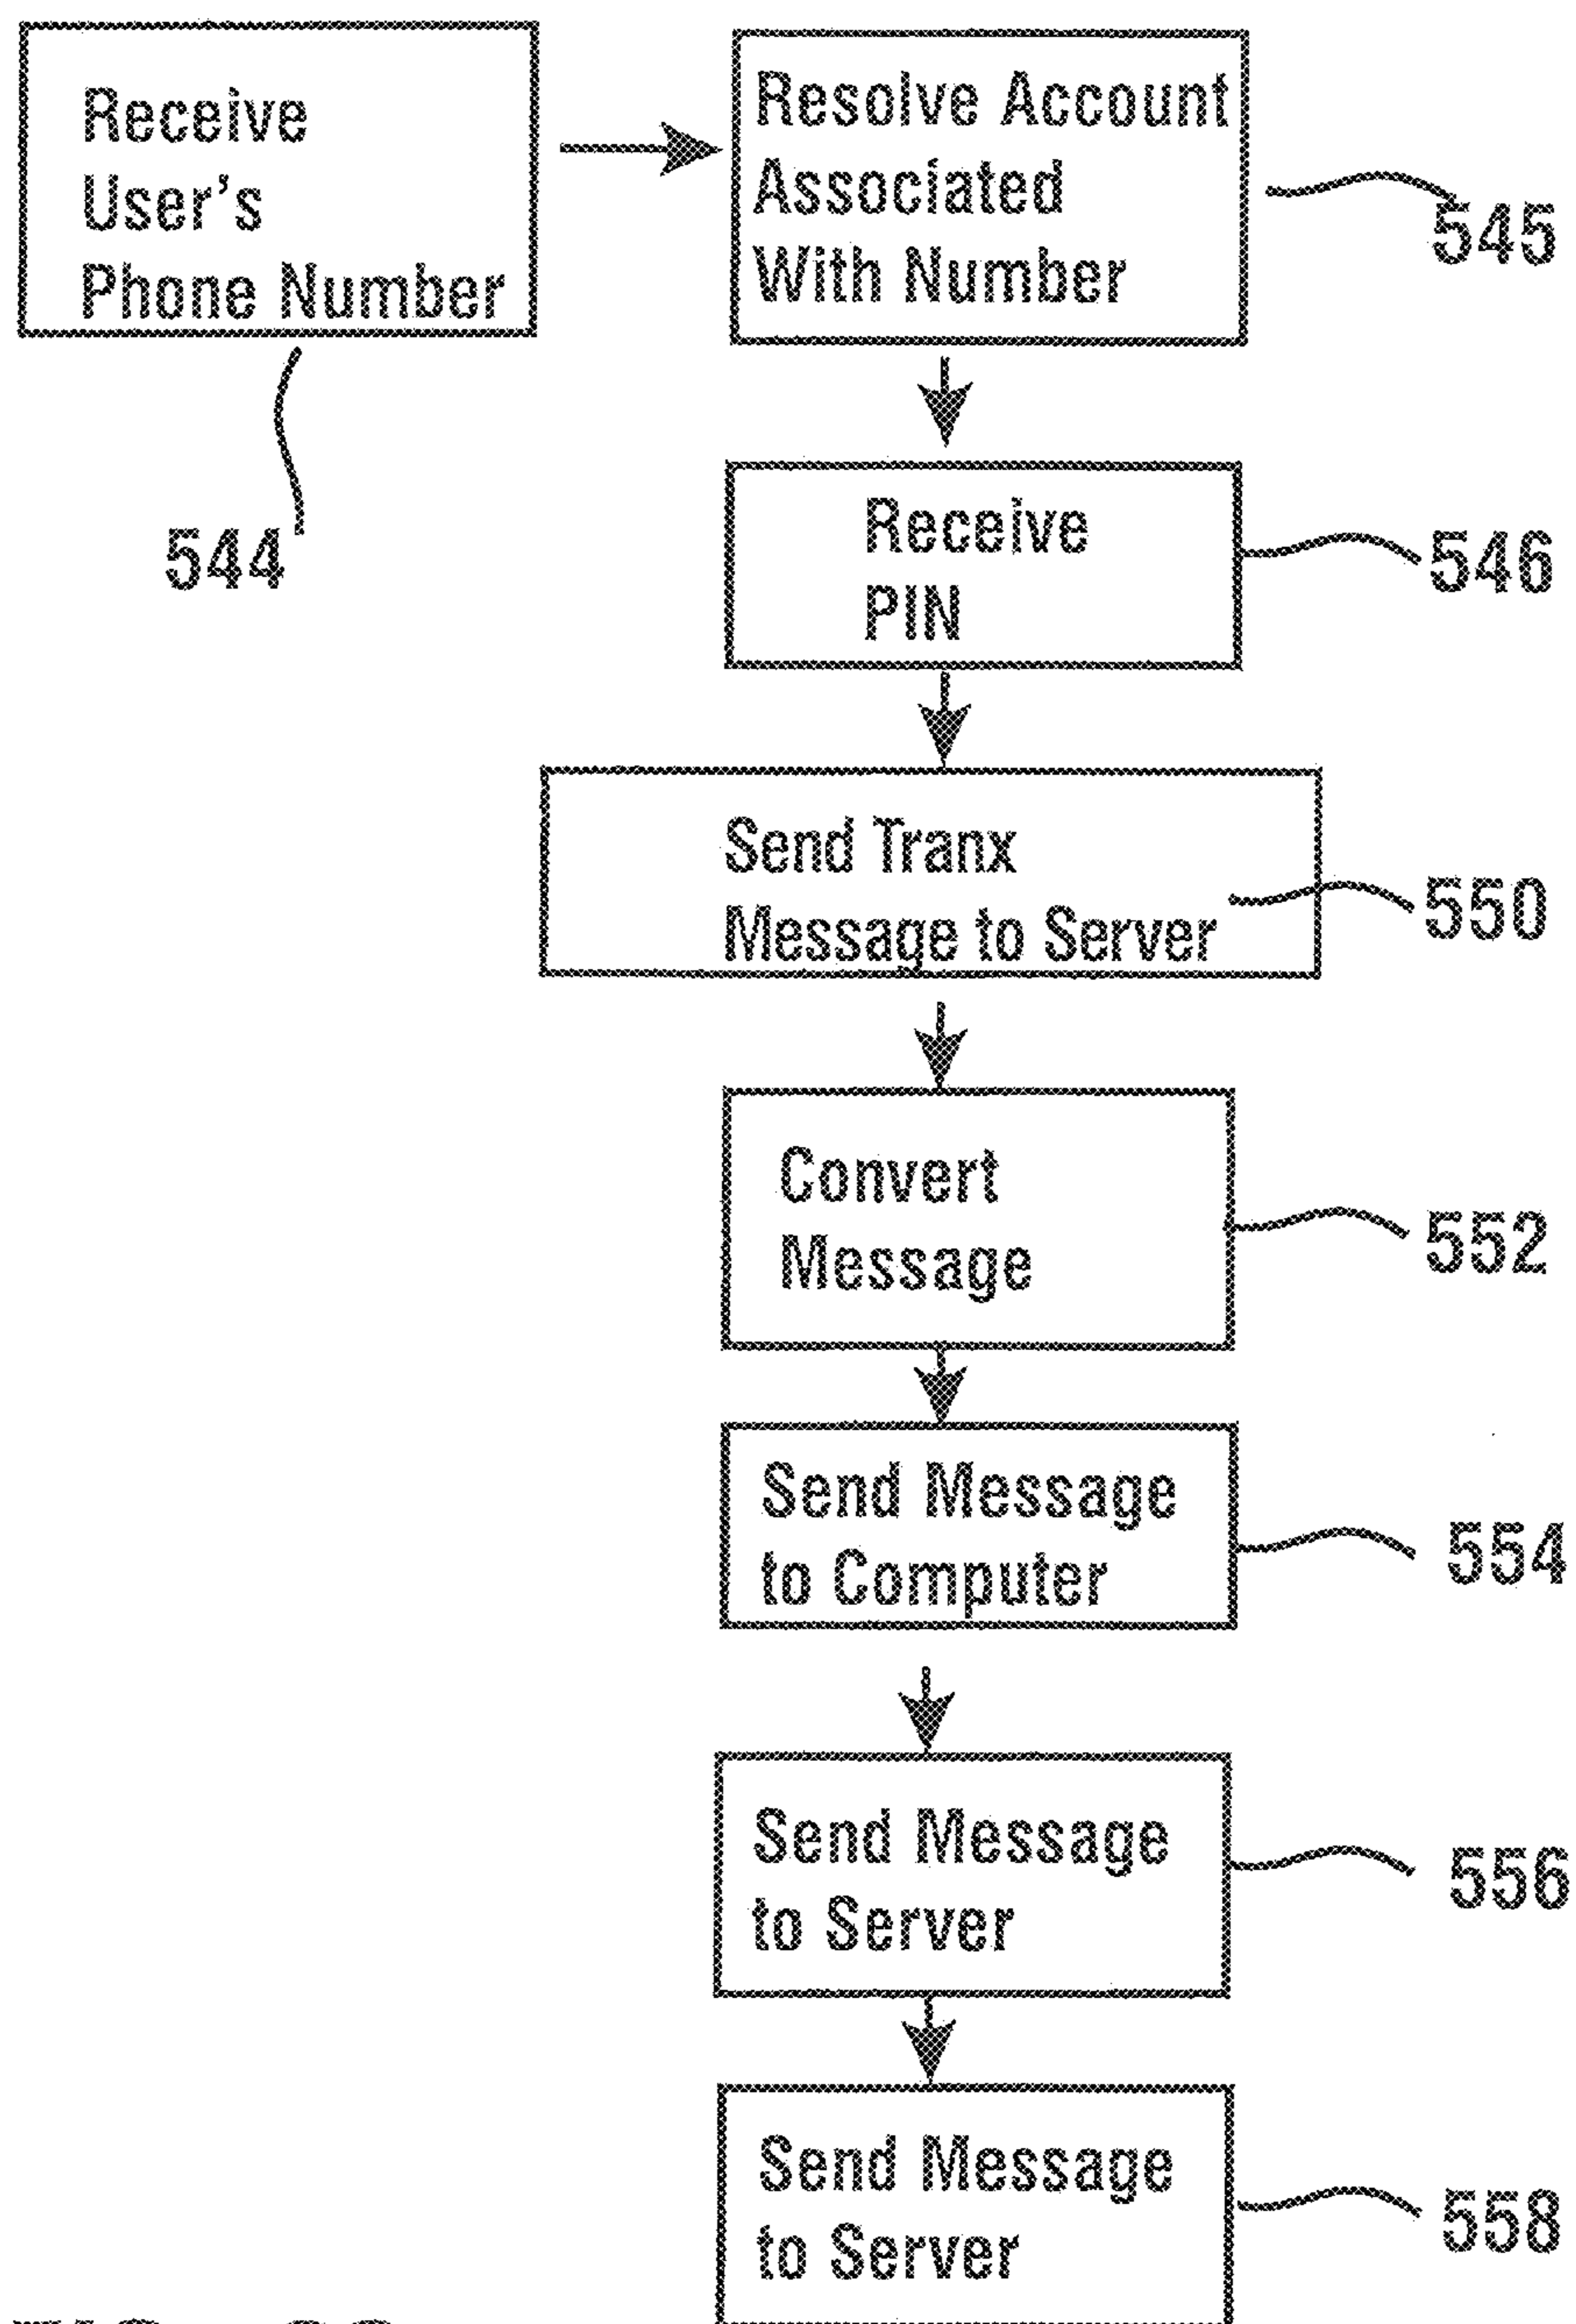 Receive
User's
Phone Number
544
Resolve Account
Associated
With Number
545
Receive
PIN
546
Send Tranx
Message to Server
550
Convert
Message
552
Send Message
to Computer
554
Send Message
to Server
556
Send Message
to Server
558